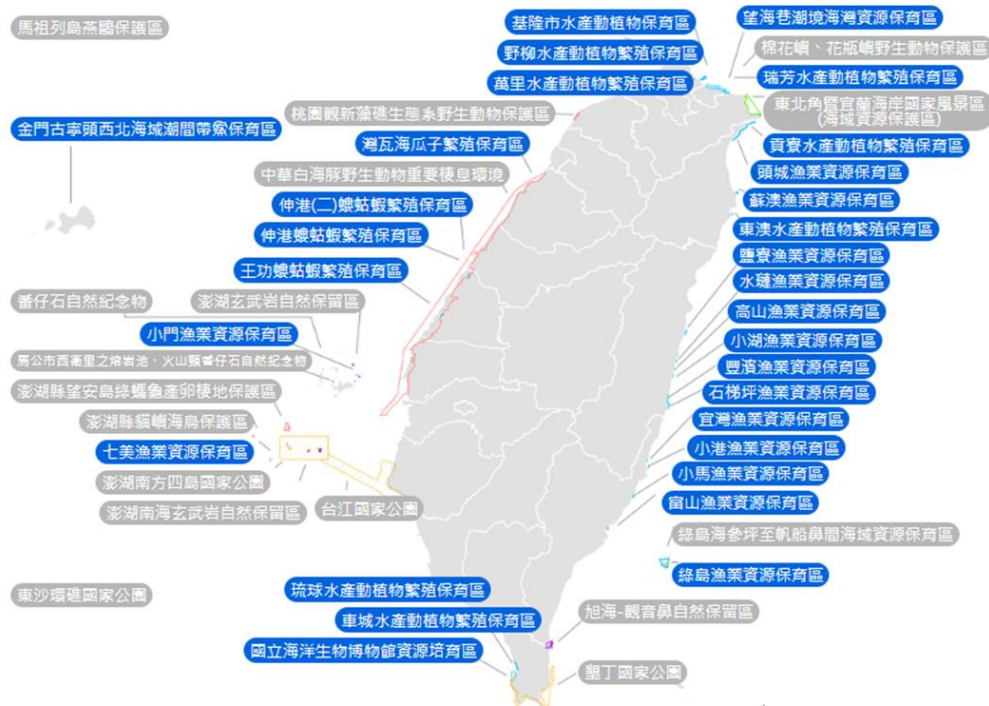 馬祖列島燕鷗保護區
基隆市水產動植物保育區
望海巷潮境海灣資源保育區
野柳水產動植物繁殖保育區
棉花嶼、花瓶嶼野生動物保護區
萬里水產動植物繁殖保育區
瑞芳水產動植物繁殖保育區
桃園觀新藻礁生態系野生動物保護區
東北角暨宜蘭海岸國家風景區
(海域資源保護區)
金門古寧頭西北海域潮間帶鱟保育區
灣瓦海瓜子繁殖保育區
貢寮水產動植物繁殖保育區
中華白海豚野生動物重要棲息環境
頭城漁業資源保育區
伸港(二)螻蛄蝦繁殖保育區
蘇澳漁業資源保育區
伸港螻蛄蝦繁殖保育區
東澳水產動植物繁殖保育區
王功螻蛄蝦繁殖保育區
鹽寮漁業資源保育區
水璉漁業資源保育區
番仔石自然紀念物
澎湖玄武岩自然保留區
高山漁業資源保育區
小門漁業資源保育區
小湖漁業資源保育區
馬公市西衛里之熔岩池、火山頸番仔石自然紀念物
豐濱漁業資源保育區
澎湖縣望安島綠蠵龜產卵棲地保護區
石梯坪漁業資源保育區
澎湖縣貓嶼海鳥保護區
宜灣漁業資源保育區
七美漁業資源保育區
小港漁業資源保育區
澎湖南方四島國家公園
小馬漁業資源保育區
澎湖南海玄武岩自然保留區
台江國家公園
富山漁業資源保育區
綠島海參坪至帆船鼻間海域資源保育區
綠島漁業資源保育區
東沙環礁國家公園
琉球水產動植物繁殖保育區
旭海-觀音鼻自然保留區
車城水產動植物繁殖保育區
國立海洋生物博物館資源培育區
墾丁國家公園